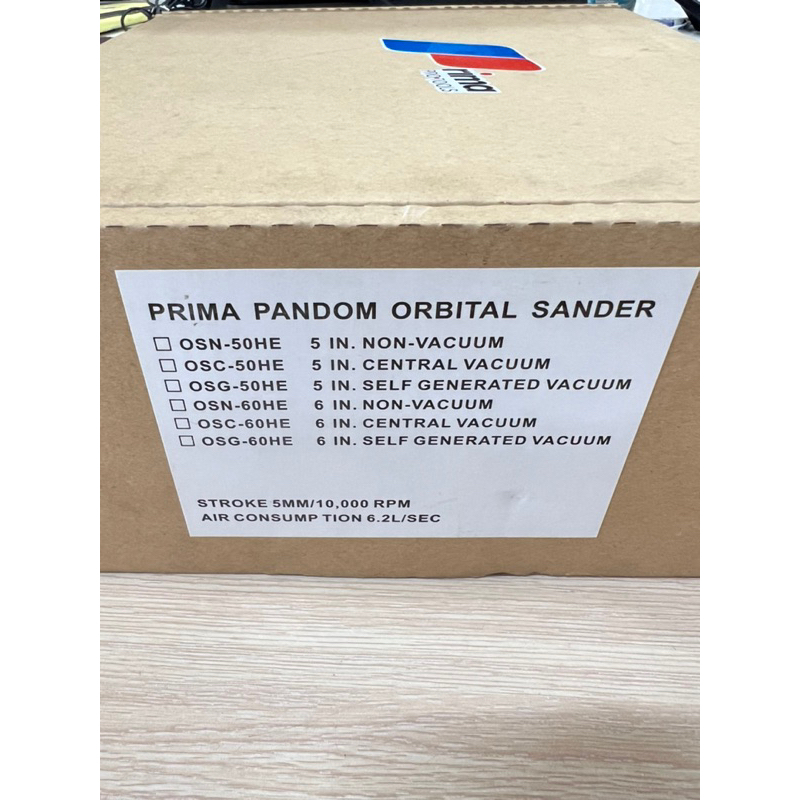 rima
PRIMA PANDOM ORBITAL SANDER
☐ OSN-50HE 5 IN. NON-VACUUM
☐ OSC-50HE 5 IN. CENTRAL VACUUM
☐ OSG-50HE 5 IN. SELF GENERATED VACUUM
☐ OSN-60HE 6 IN. NON-VACUUM
☐ OSC-60HE 6 IN. CENTRAL VACUUM
☐ OSG-60HE 6 IN. SELF GENERATED VACUUM
STROKE 5MM/10,000 RPM
AIR CONSUMP TION 6.2L/SEC